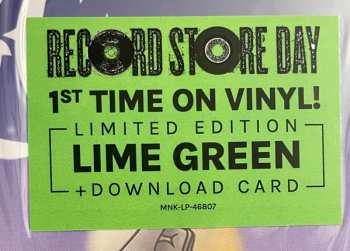 RECORD STORE DAY
1ST TIME ON VINYL!
LIMITED EDITION
LIME GREEN
+DOWNLOAD CARD
MNK-LP-46807